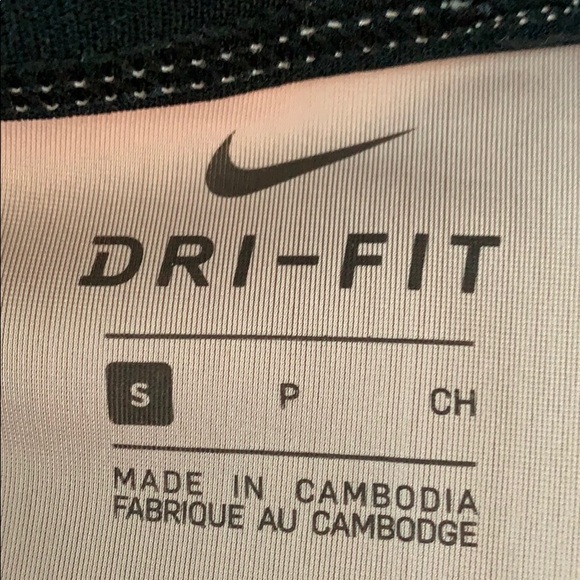 DRI-FIT
S P CH
MADE IN CAMBODIA
FABRIQUE AU CAMBODGE